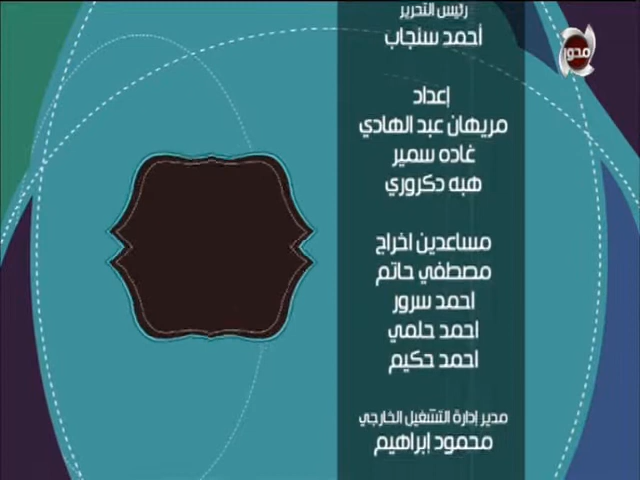 رئيس التحرير
أحمد سنجاب
محور
إعداد
مريهان عبد الهادي
غاده سمير
هبه دكروري
مساعدين اخراج
مصطفي حاتم
احمد سرور
احمد حلمي
احمد حكيم
مدير إدارة التشغيل الخارجي
محمود إبراهيم